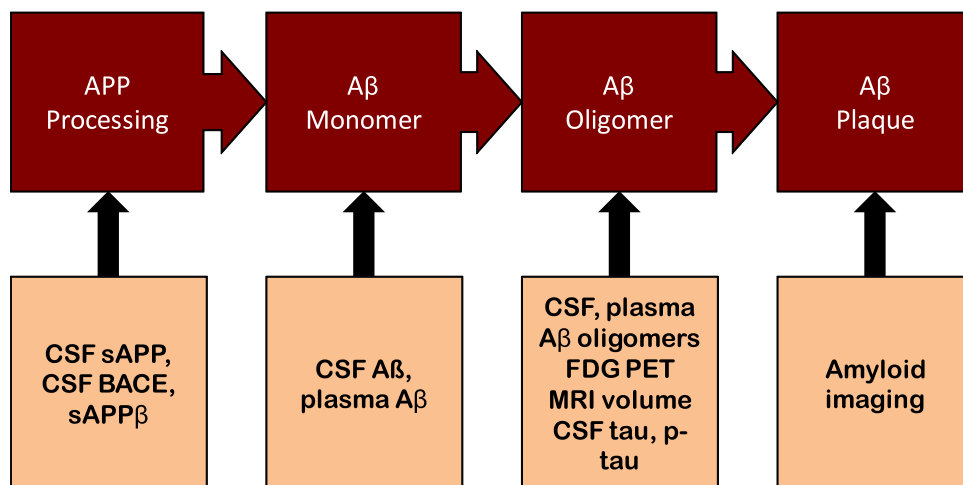 APP
Processing
Aβ
Monomer
Aβ
Oligomer
Aβ
Plaque
CSF sAPP,
CSF BACE,
sAPPβ
CSF Aß,
plasma Aβ
CSF, plasma
Aβ oligomers
FDG PET
MRI volume
CSF tau, p-
tau
Amyloid
imaging